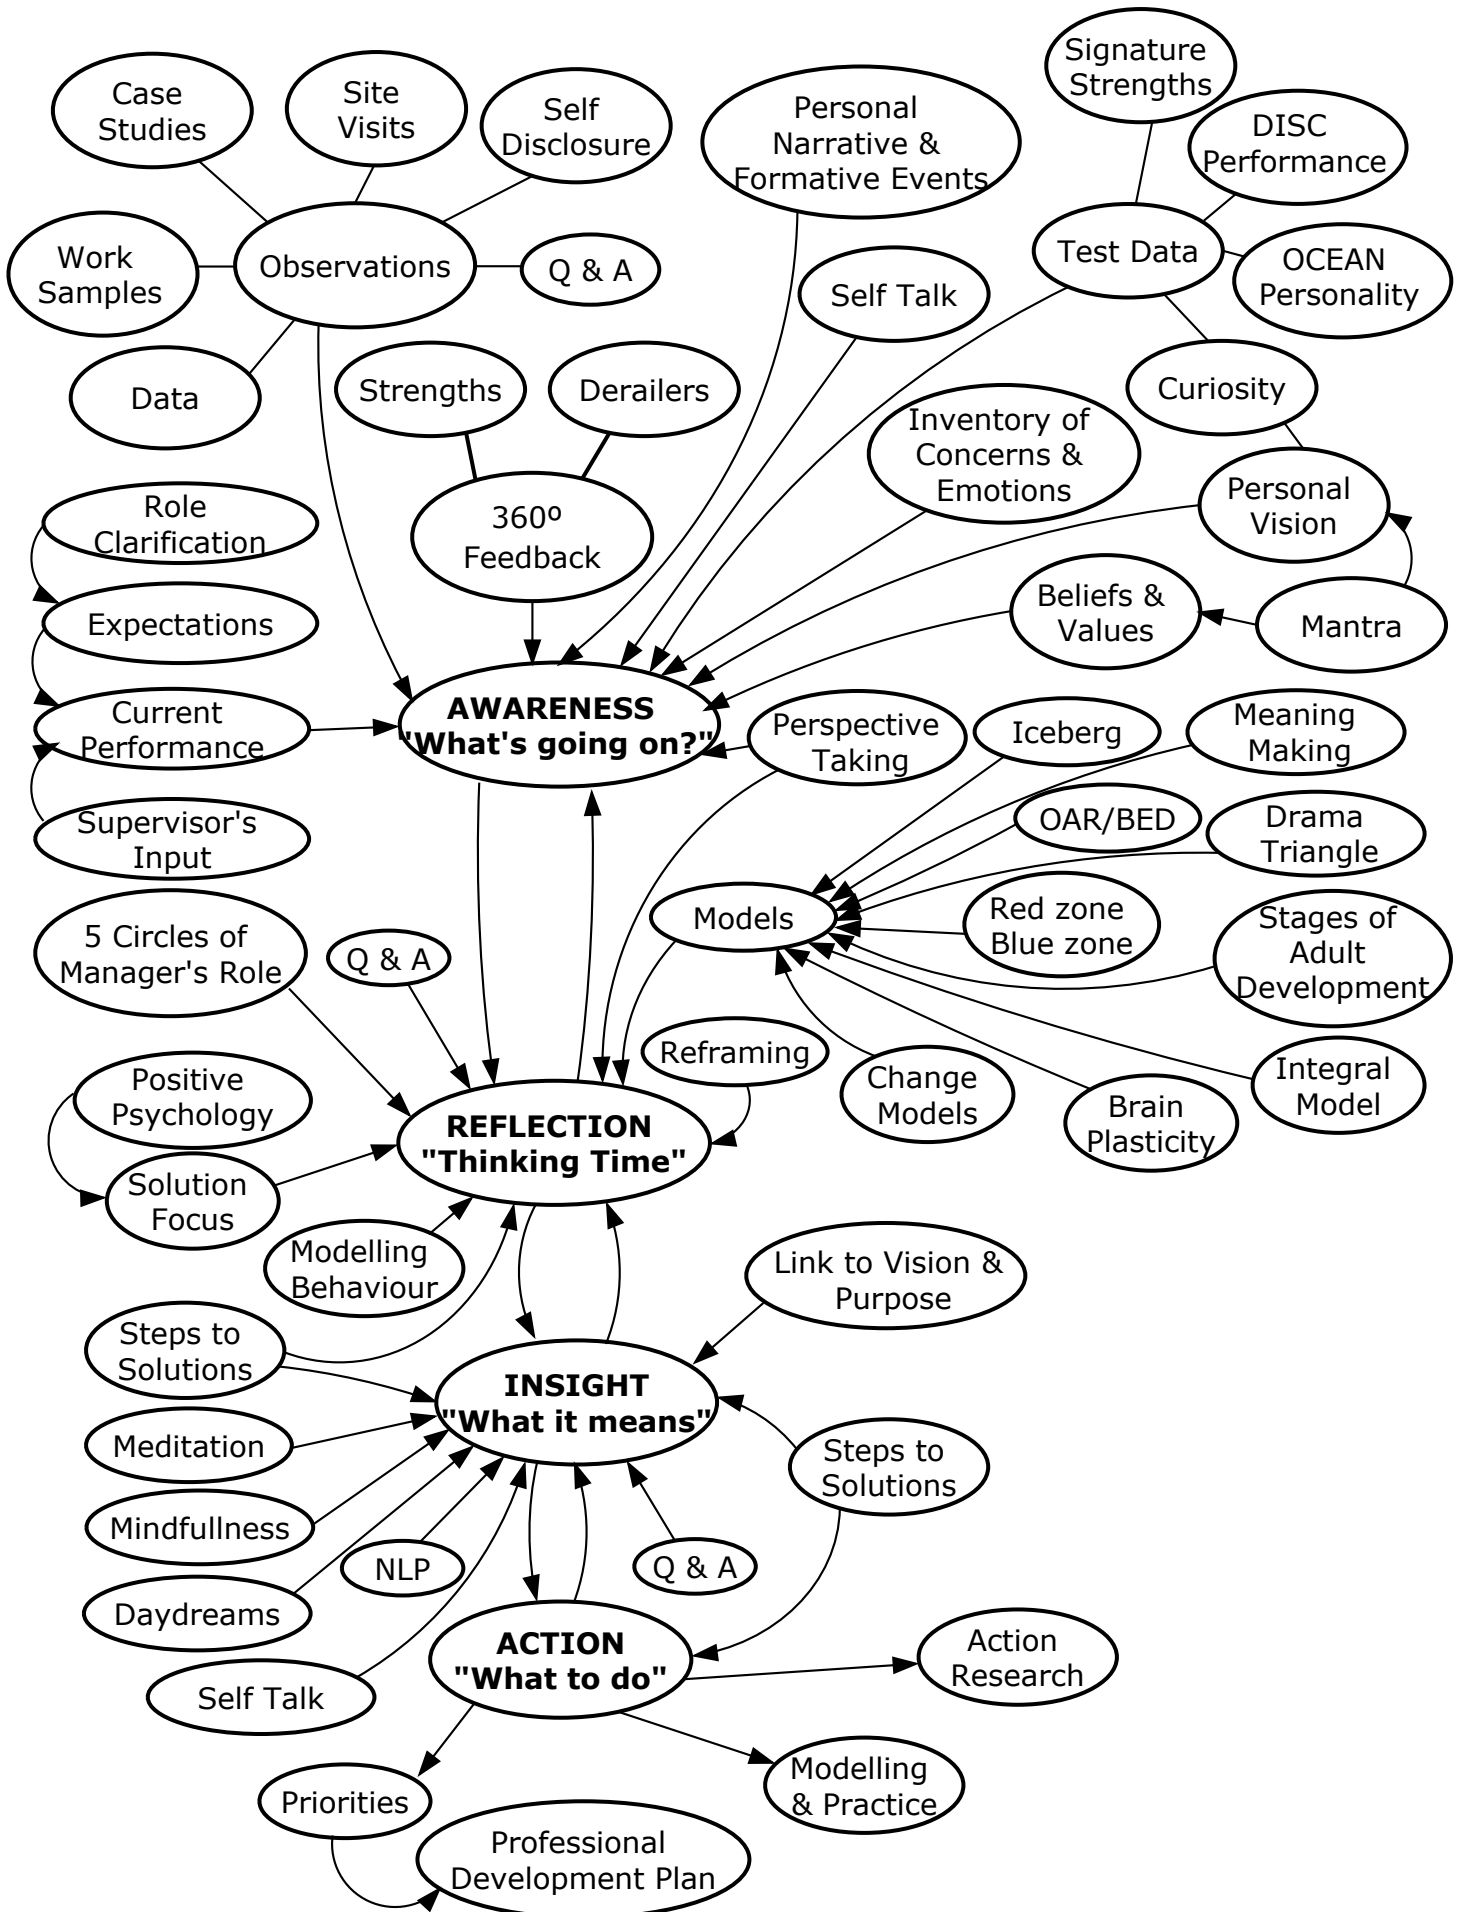 Signature
Strengths
Case
Studies
Site
Visits
Self
Disclosure
Personal
Narrative &
Formative Events
DISC
Performance
Work
Samples
Observations
Q & A
Self Talk
Test Data
OCEAN
Personality
Data
Strengths
Derailers
Inventory of
Concerns &
Emotions
Curiosity
Role
Clarification
360º
Feedback
Personal
Vision
Expectations
Beliefs &
Values
Mantra
Current
Performance
AWARENESS
"What's going on?"
Perspective
Taking
Iceberg
Meaning
Making
Supervisor's
Input
OAR/BED
Drama
Triangle
5 Circles of
Manager's Role
Q & A
Models
Red zone
Blue zone
Stages of
Adult
Development
Positive
Psychology
Reframing
Change
Models
Brain
Plasticity
Integral
Model
REFLECTION
"Thinking Time"
Solution
Focus
Modelling
Behaviour
Link to Vision &
Purpose
Steps to
Solutions
INSIGHT
"What it means"
Meditation
Steps to
Solutions
Mindfullness
NLP
Q & A
Daydreams
Self Talk
ACTION
"What to do"
Action
Research
Priorities
Modelling
& Practice
Professional
Development Plan